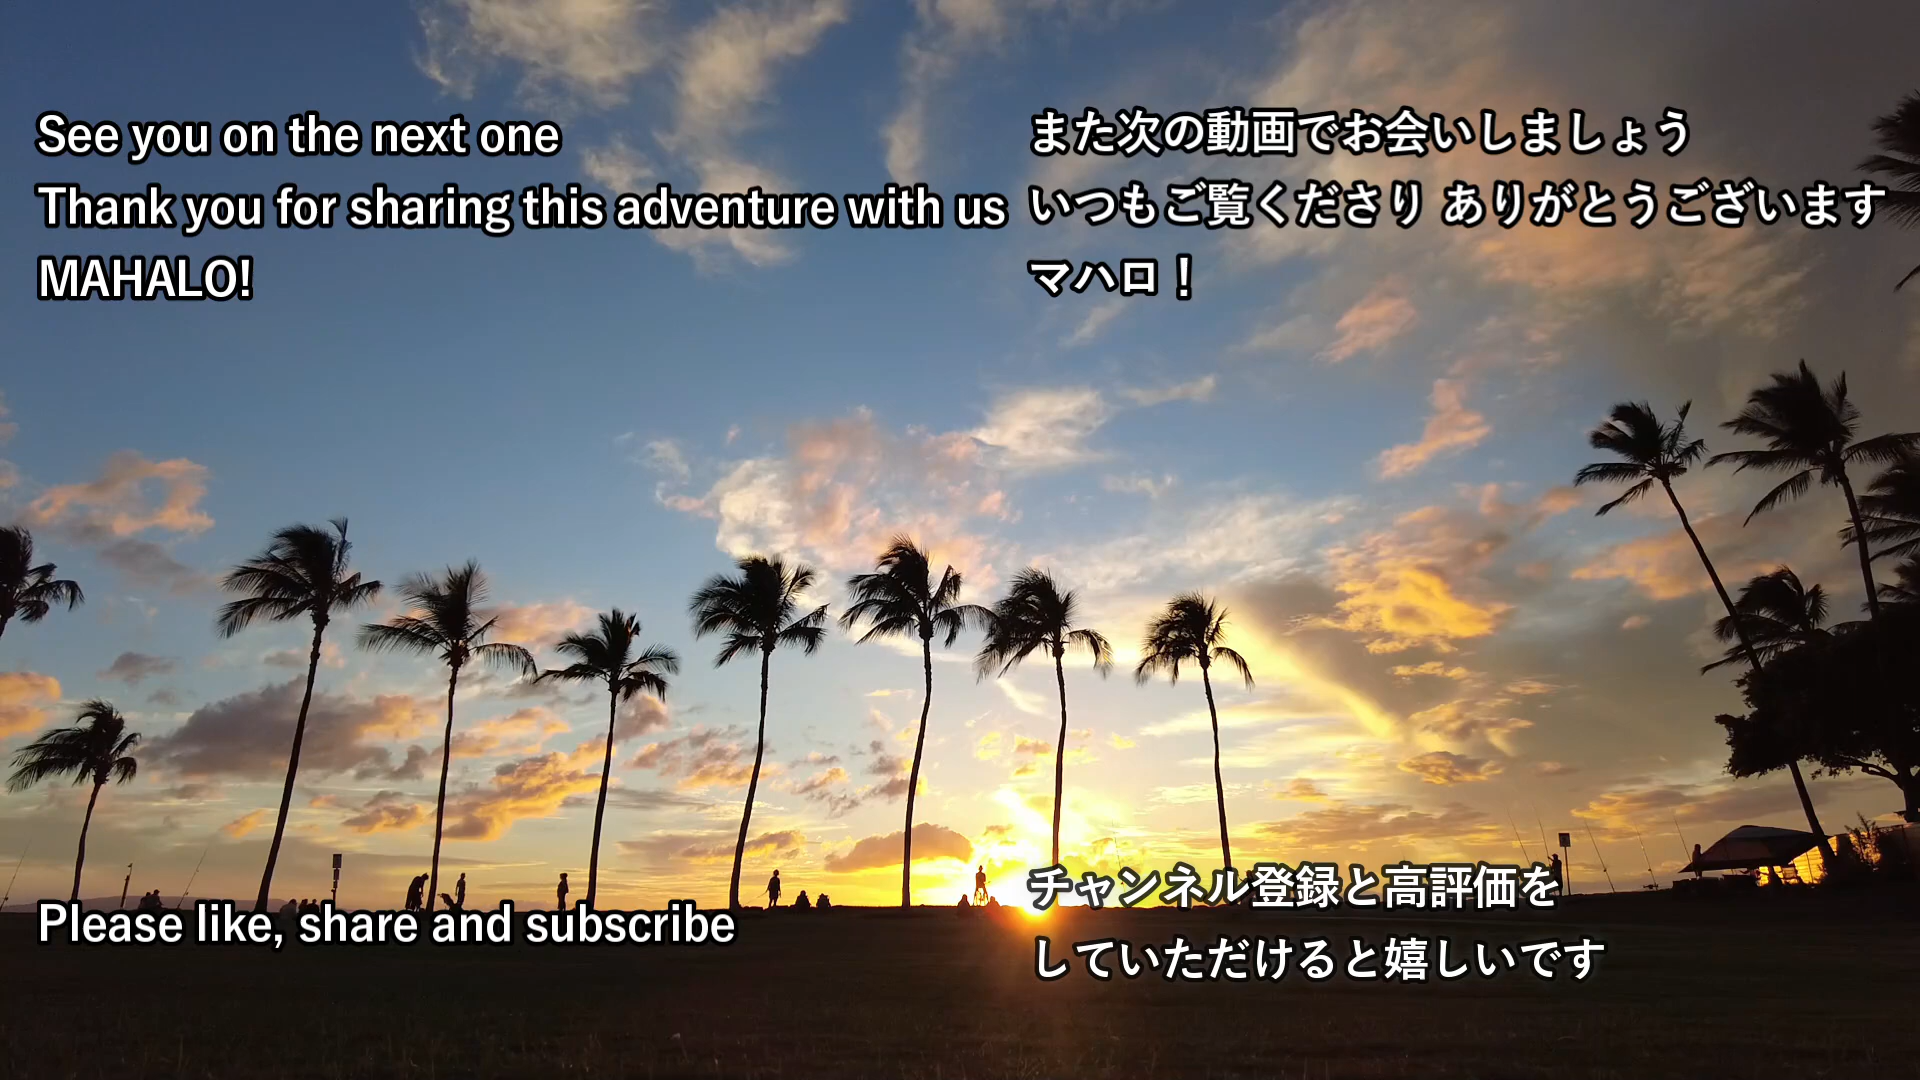 See you on the next one
Thank you for sharing this adventure with us
MAHALO!
また次の動画でお会いしましょう
いつもご覧くださり ありがとうございます
マハロ！
Please like, share and subscribe
チャンネル登録と高評価を
していただけると嬉しいです